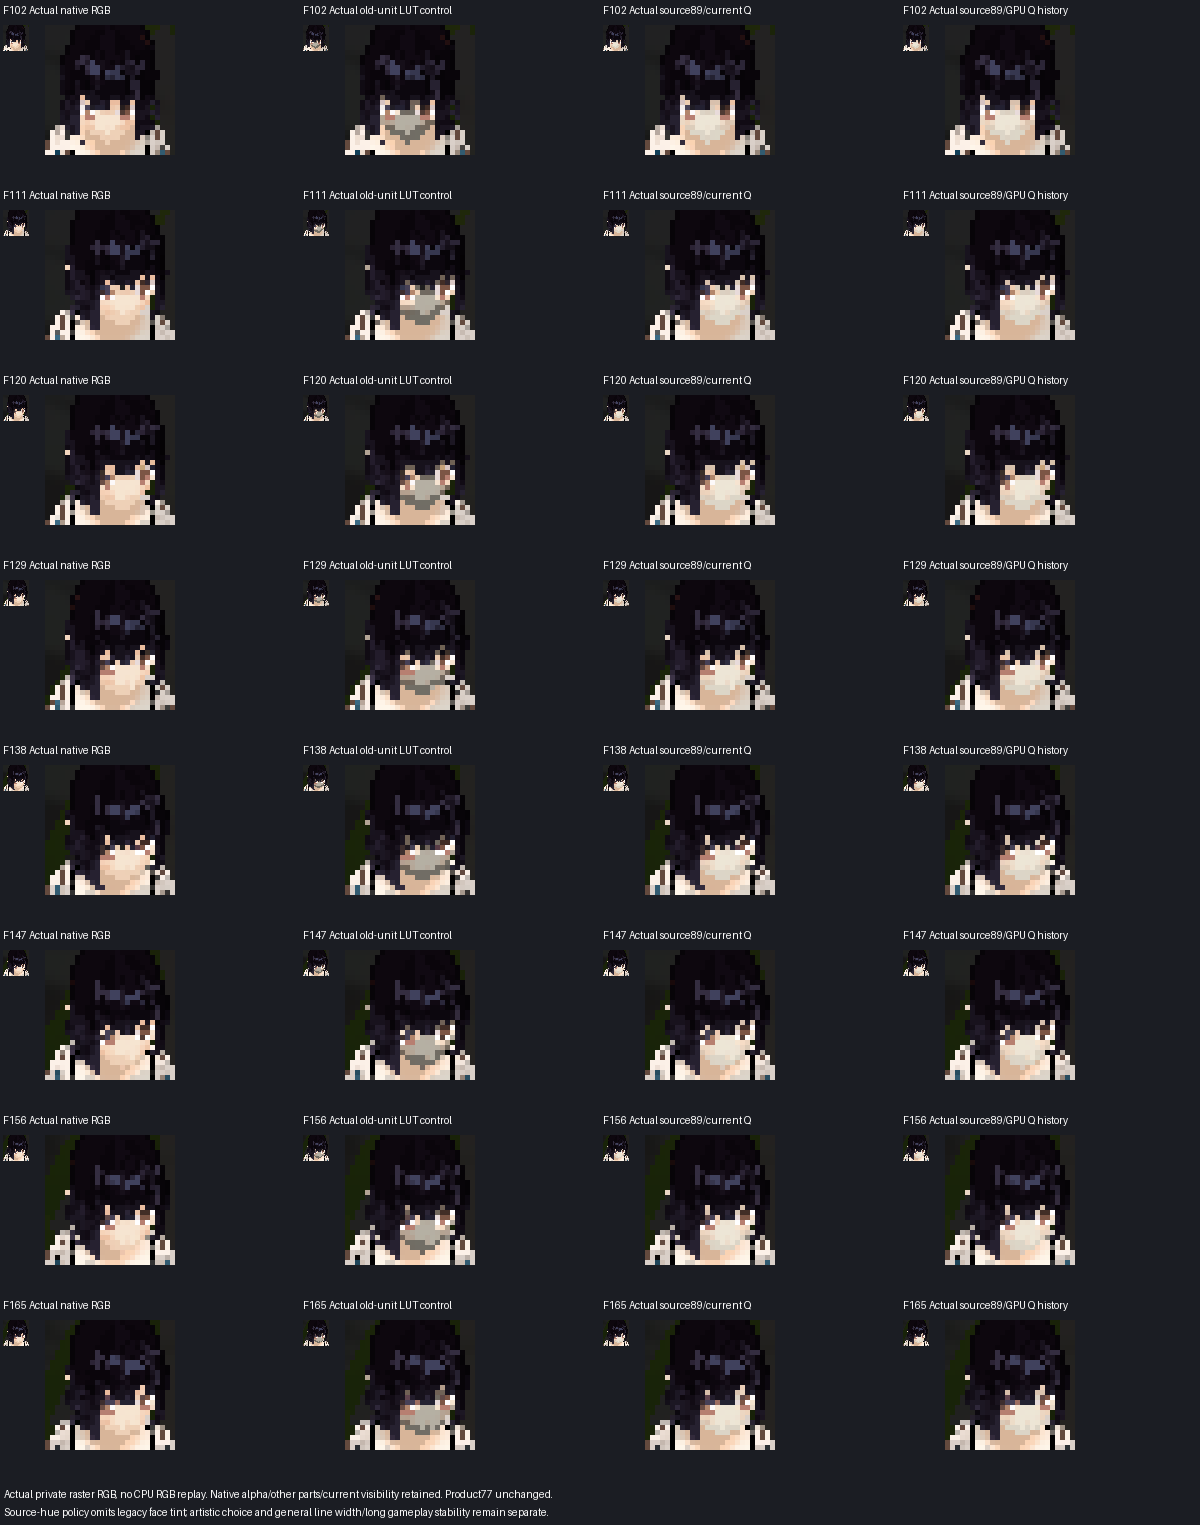 F102 Actual native RGB
F102 Actual old-unit LUT control
F102 Actual source89/current Q
F102 Actual source89/GPU Q history
F111 Actual native RGB
F111 Actual old-unit LUT control
F111 Actual source89/current Q
F111 Actual source89/GPU Q history
F120 Actual native RGB
F120 Actual old-unit LUT control
F120 Actual source89/current Q
F120 Actual source89/GPU Q history
F129 Actual native RGB
F129 Actual old-unit LUT control
F129 Actual source89/current Q
F129 Actual source89/GPU Q history
F138 Actual native RGB
F138 Actual old-unit LUT control
F138 Actual source89/current Q
F138 Actual source89/GPU Q history
F147 Actual native RGB
F147 Actual old-unit LUT control
F147 Actual source89/current Q
F147 Actual source89/GPU Q history
F156 Actual native RGB
F156 Actual old-unit LUT control
F156 Actual source89/current Q
F156 Actual source89/GPU Q history
F165 Actual native RGB
F165 Actual old-unit LUT control
F165 Actual source89/current Q
F165 Actual source89/GPU Q history
Actual private raster RGB, no CPU RGB replay. Native alpha/other parts/current visibility retained. Product77 unchanged.
Source-hue policy omits legacy face tint; artistic choice and general line width/long gameplay stability remain separate.